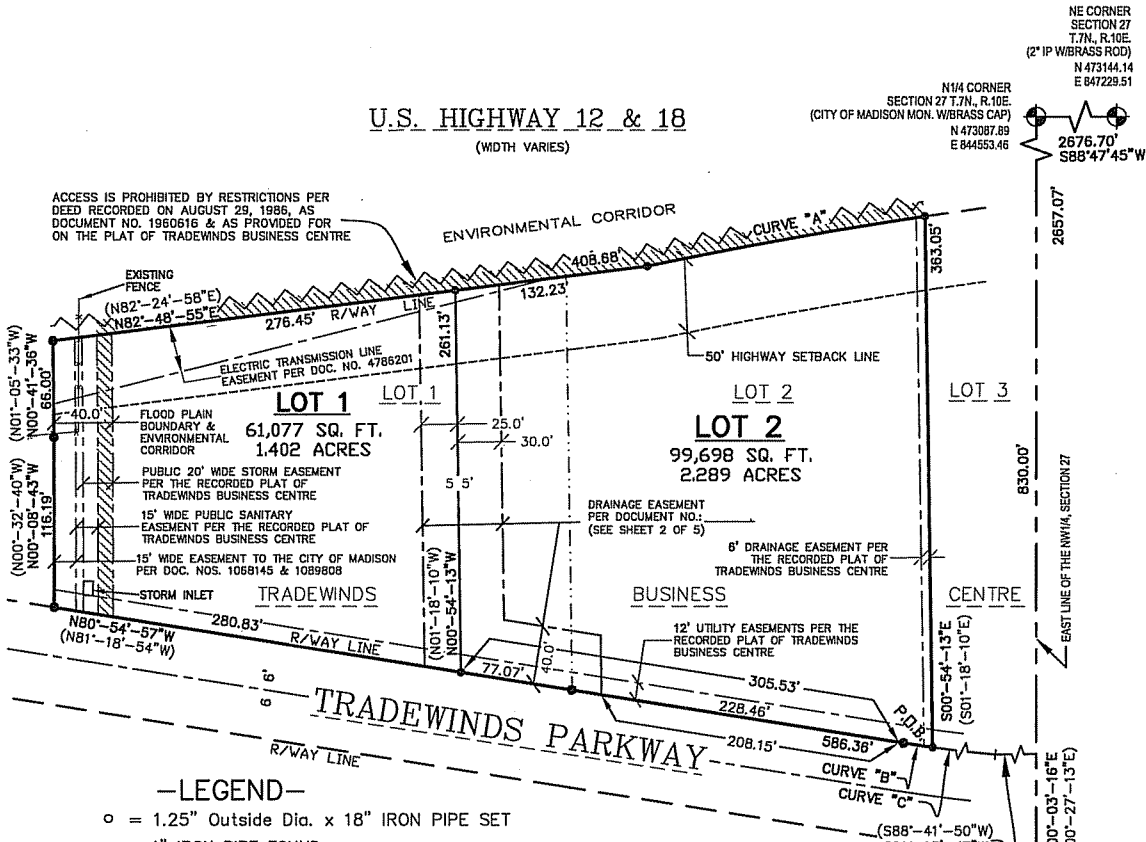 NE CORNER
SECTION 27
T.7N., R.10E.
(2" IP W/BRASS ROD)
N 473144.14
E 847229.51
N1/4 CORNER
SECTION 27 T.7N., R.10E.
(CITY OF MADISON MON. W/BRASS CAP)
N 473087.89
E 844553.46
2676.70'
S88°47'45"W
U.S. HIGHWAY 12 & 18
(WIDTH VARIES)
ACCESS IS PROHIBITED BY RESTRICTIONS PER
DEED RECORDED ON AUGUST 29, 1986, AS
DOCUMENT NO. 1960616 & AS PROVIDED FOR
ON THE PLAT OF TRADEWINDS BUSINESS CENTRE
ENVIRONMENTAL CORRIDOR
CURVE "A"
408.68'
132.23'
363.05'
2657.07'
EXISTING
FENCE
(N82°-24'-58"E)
N82°-48'-55"E
276.45'
R/WAY LINE
261.13'
ELECTRIC TRANSMISSION LINE
EASEMENT PER DOC. NO. 4786201
50' HIGHWAY SETBACK LINE
(N01°-05'-33"W)
N00°-41'-36"W
66.00'
40.0'
FLOOD PLAIN
BOUNDARY &
ENVIRONMENTAL
CORRIDOR
LOT 1
61,077 SQ. FT.
1.402 ACRES
LOT 1
25.0'
30.0'
LOT 2
LOT 2
99,698 SQ. FT.
2.289 ACRES
LOT 3
830.00'
EAST LINE OF THE NW1/4, SECTION 27
PUBLIC 20' WIDE STORM EASEMENT
PER THE RECORDED PLAT OF
TRADEWINDS BUSINESS CENTRE
5' 5'
(N00°-32'-40"W)
N00°-08'-43"W
116.19'
15' WIDE PUBLIC SANITARY
EASEMENT PER THE RECORDED PLAT OF
TRADEWINDS BUSINESS CENTRE
DRAINAGE EASEMENT
PER DOCUMENT NO.:
(SEE SHEET 2 OF 5)
15' WIDE EASEMENT TO THE CITY OF MADISON
PER DOC. NOS. 1068145 & 1089808
6' DRAINAGE EASEMENT PER
THE RECORDED PLAT OF
TRADEWINDS BUSINESS CENTRE
STORM INLET
TRADEWINDS
BUSINESS
CENTRE
(N01°-18'-10"W)
N00°-54'-13"W
S00°-54'-13"E
(S01°-18'-10"E)
N80°-54'-57"W
(N81°-18'-54"W)
280.83'
R/WAY LINE
12' UTILITY EASEMENTS PER THE
RECORDED PLAT OF TRADEWINDS
BUSINESS CENTRE
77.07'
40.0'
305.53'
228.46'
P.O.B.
6' 6'
TRADEWINDS PARKWAY
208.15'
586.36'
R/WAY LINE
CURVE "B"
CURVE "C"
(S88°-41'-50"W)
00°-03'-16"E
00°-27'-13"E)
-LEGEND-
= 1.25" Outside Dia. x 18" IRON PIPE SET